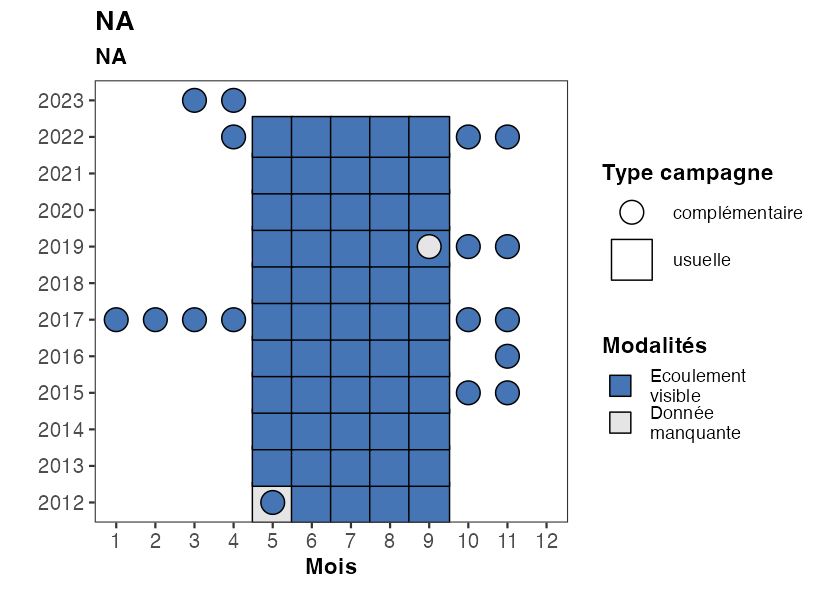 NA
NA
2023
2022
2021
2020
2019
2018
2017
2016
2015
2014
2013
2012
1 2 3 4 5 6 7 8 9 10 11 12
Mois
Type campagne
complémentaire
usuelle
Modalités
Ecoulement
visible
Donnée
manquante